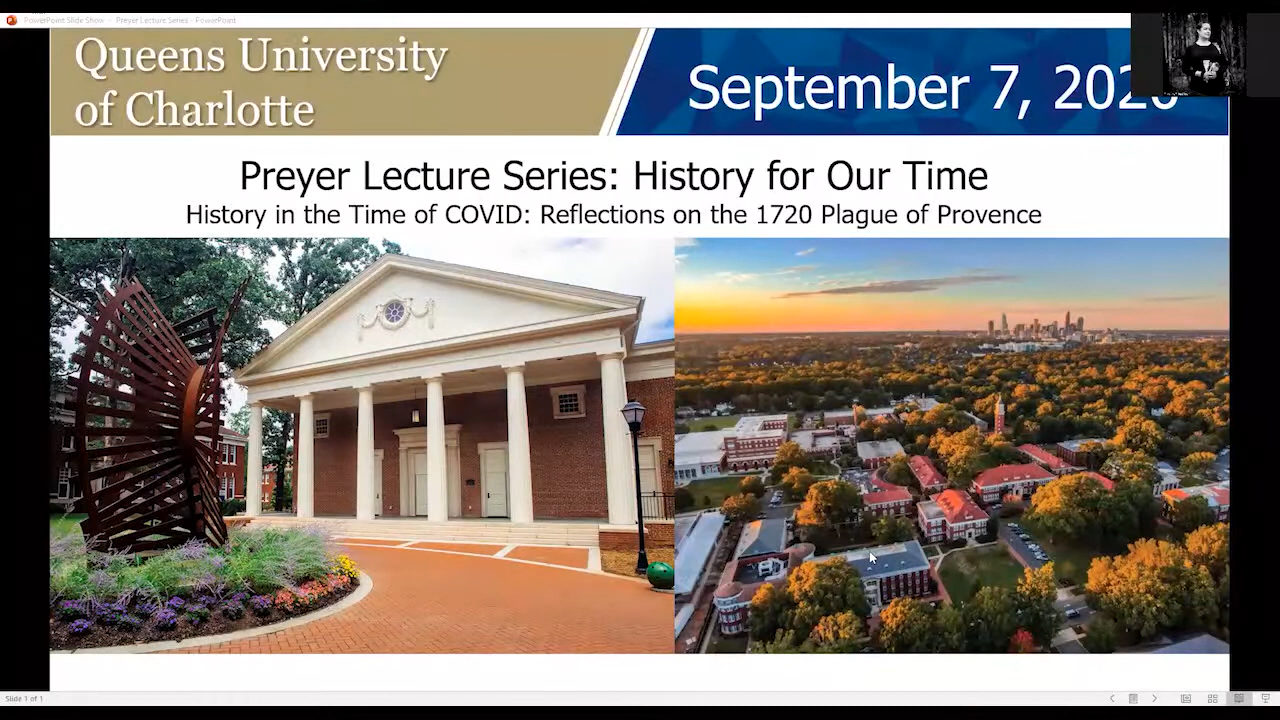 PowerPoint Slide Show - Preyer Lecture Series - PowerPoint
Queens University
of Charlotte
September 7, 2020
Preyer Lecture Series: History for Our Time
History in the Time of COVID: Reflections on the 1720 Plague of Provence
Slide 1 of 1